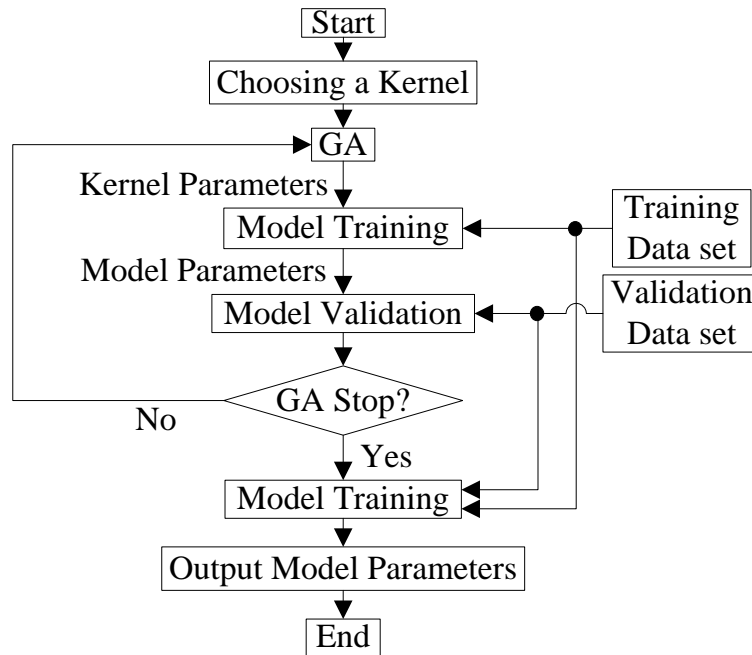 Start
Choosing a Kernel
GA
Kernel Parameters
Model Training
Training
Data set
Model Parameters
Model Validation
Validation
Data set
GA Stop?
No
Yes
Model Training
Output Model Parameters
End